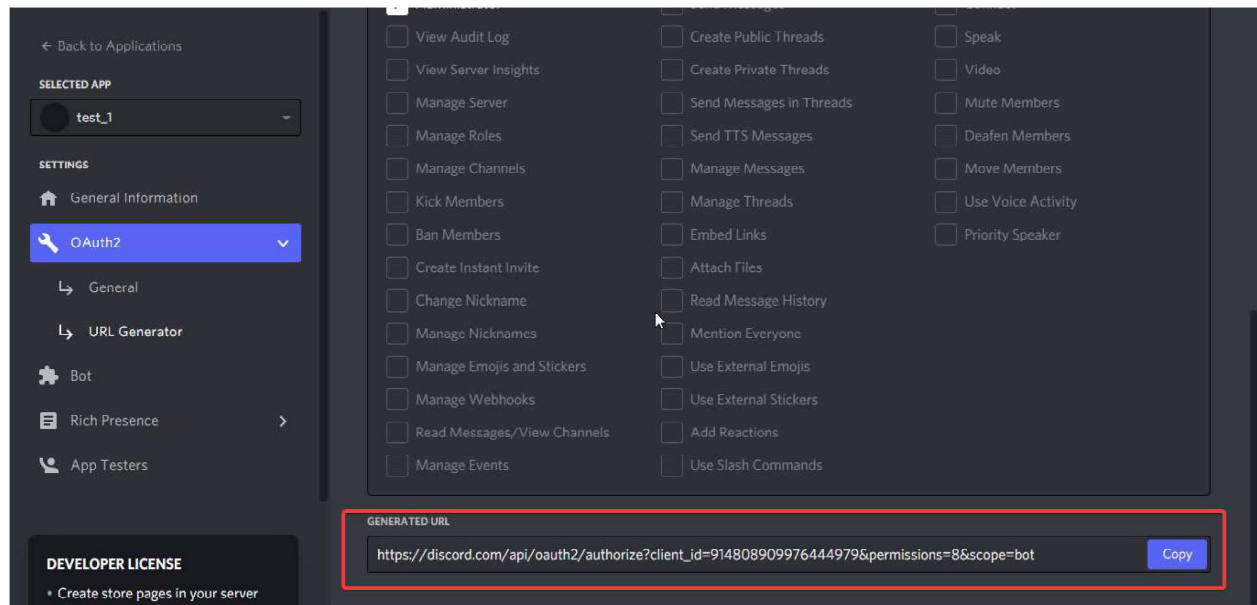 ← Back to Applications
SELECTED APP
test_1
SETTINGS
General Information
OAuth2
General
URL Generator
Bot
Rich Presence
App Testers
DEVELOPER LICENSE
• Create store pages in your server
Administrator
View Audit Log
View Server Insights
Manage Server
Manage Roles
Manage Channels
Kick Members
Ban Members
Create Instant Invite
Change Nickname
Manage Nicknames
Manage Emojis and Stickers
Manage Webhooks
Read Messages/View Channels
Manage Events
Send Messages
Create Public Threads
Create Private Threads
Send Messages in Threads
Send TTS Messages
Manage Messages
Manage Threads
Embed Links
Attach Files
Read Message History
Mention Everyone
Use External Emojis
Use External Stickers
Add Reactions
Use Slash Commands
Connect
Speak
Video
Mute Members
Deafen Members
Move Members
Use Voice Activity
Priority Speaker
GENERATED URL
https://discord.com/api/oauth2/authorize?client_id=914808909976444979&permissions=8&scope=bot
Copy